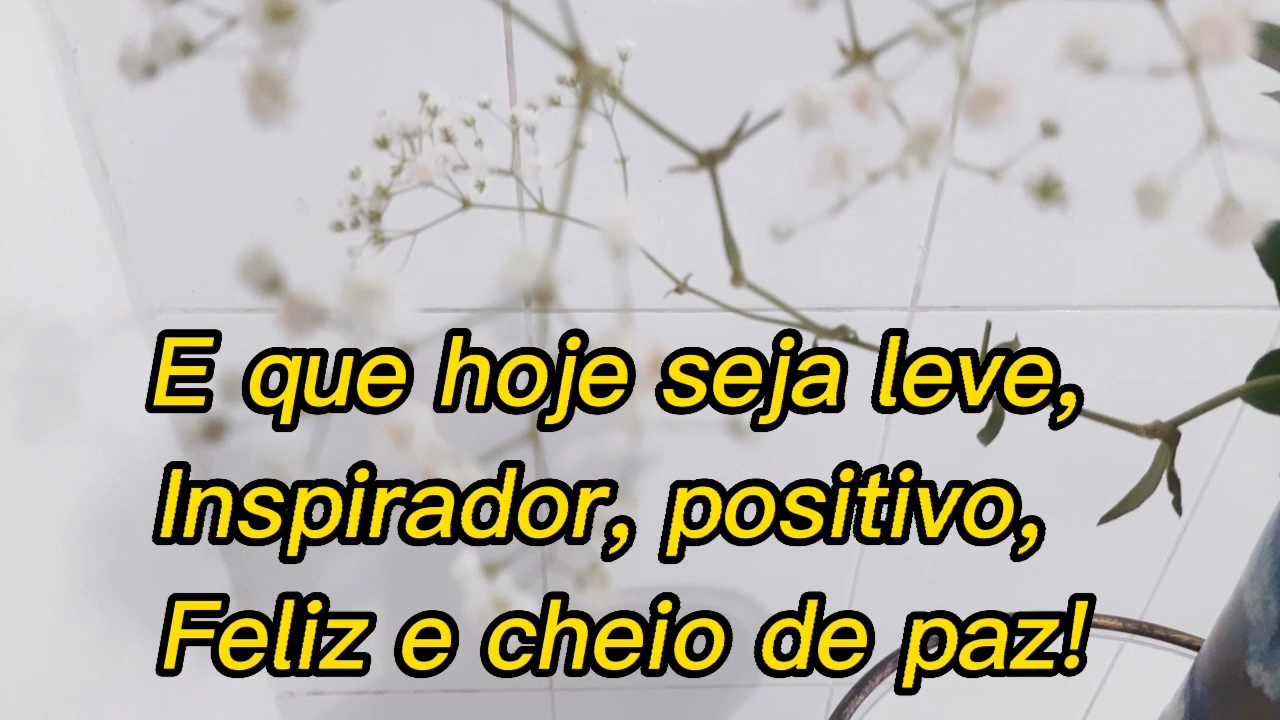 E que hoje seja leve,
Inspirador, positivo,
Feliz e cheio de paz!